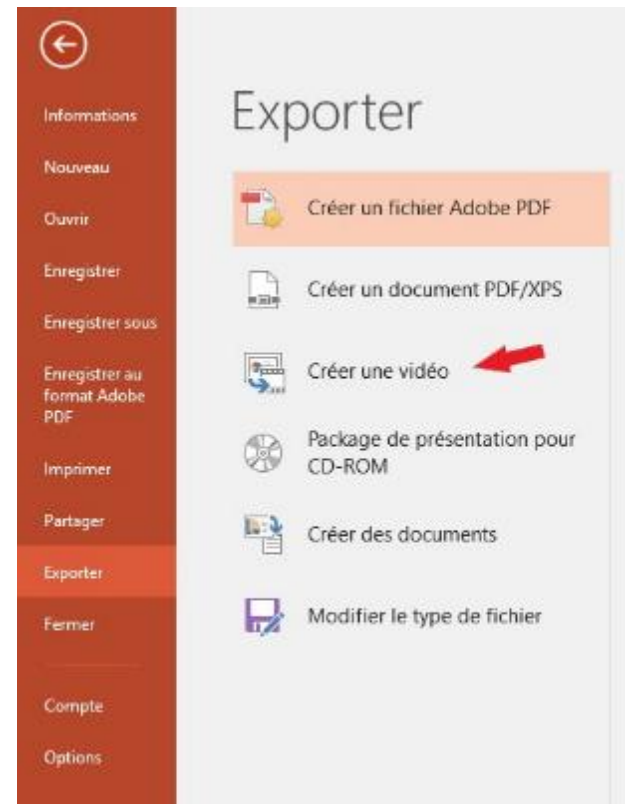 Informations
Nouveau
Ouvrir
Enregistrer
Enregistrer sous
Enregistrer au
format Adobe
PDF
Imprimer
Partager
Exporter
Fermer
Compte
Options
Exporter
Créer un fichier Adobe PDF
Créer un document PDF/XPS
Créer une vidéo
Package de présentation pour
CD-ROM
Créer des documents
Modifier le type de fichier